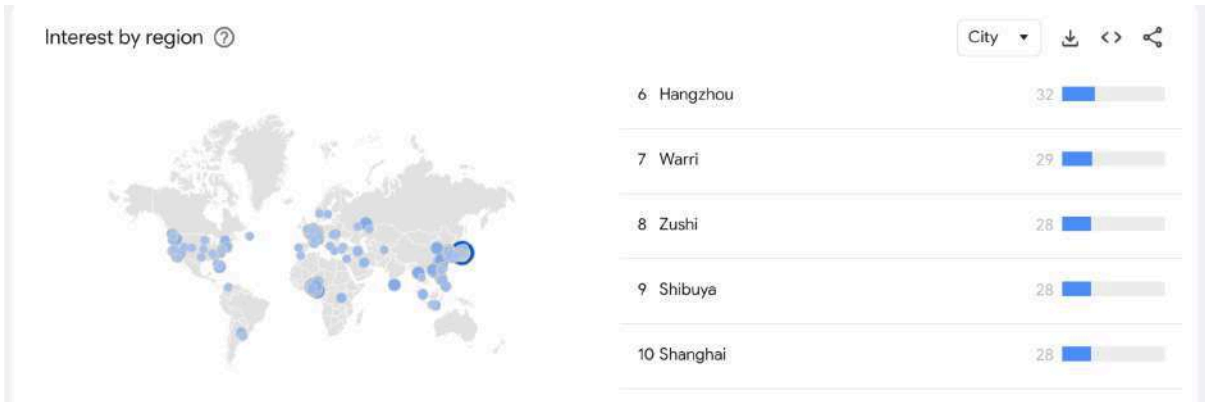 Interest by region
City
6 Hangzhou 32
7 Warri 29
8 Zushi 28
9 Shibuya 28
10 Shanghai 28